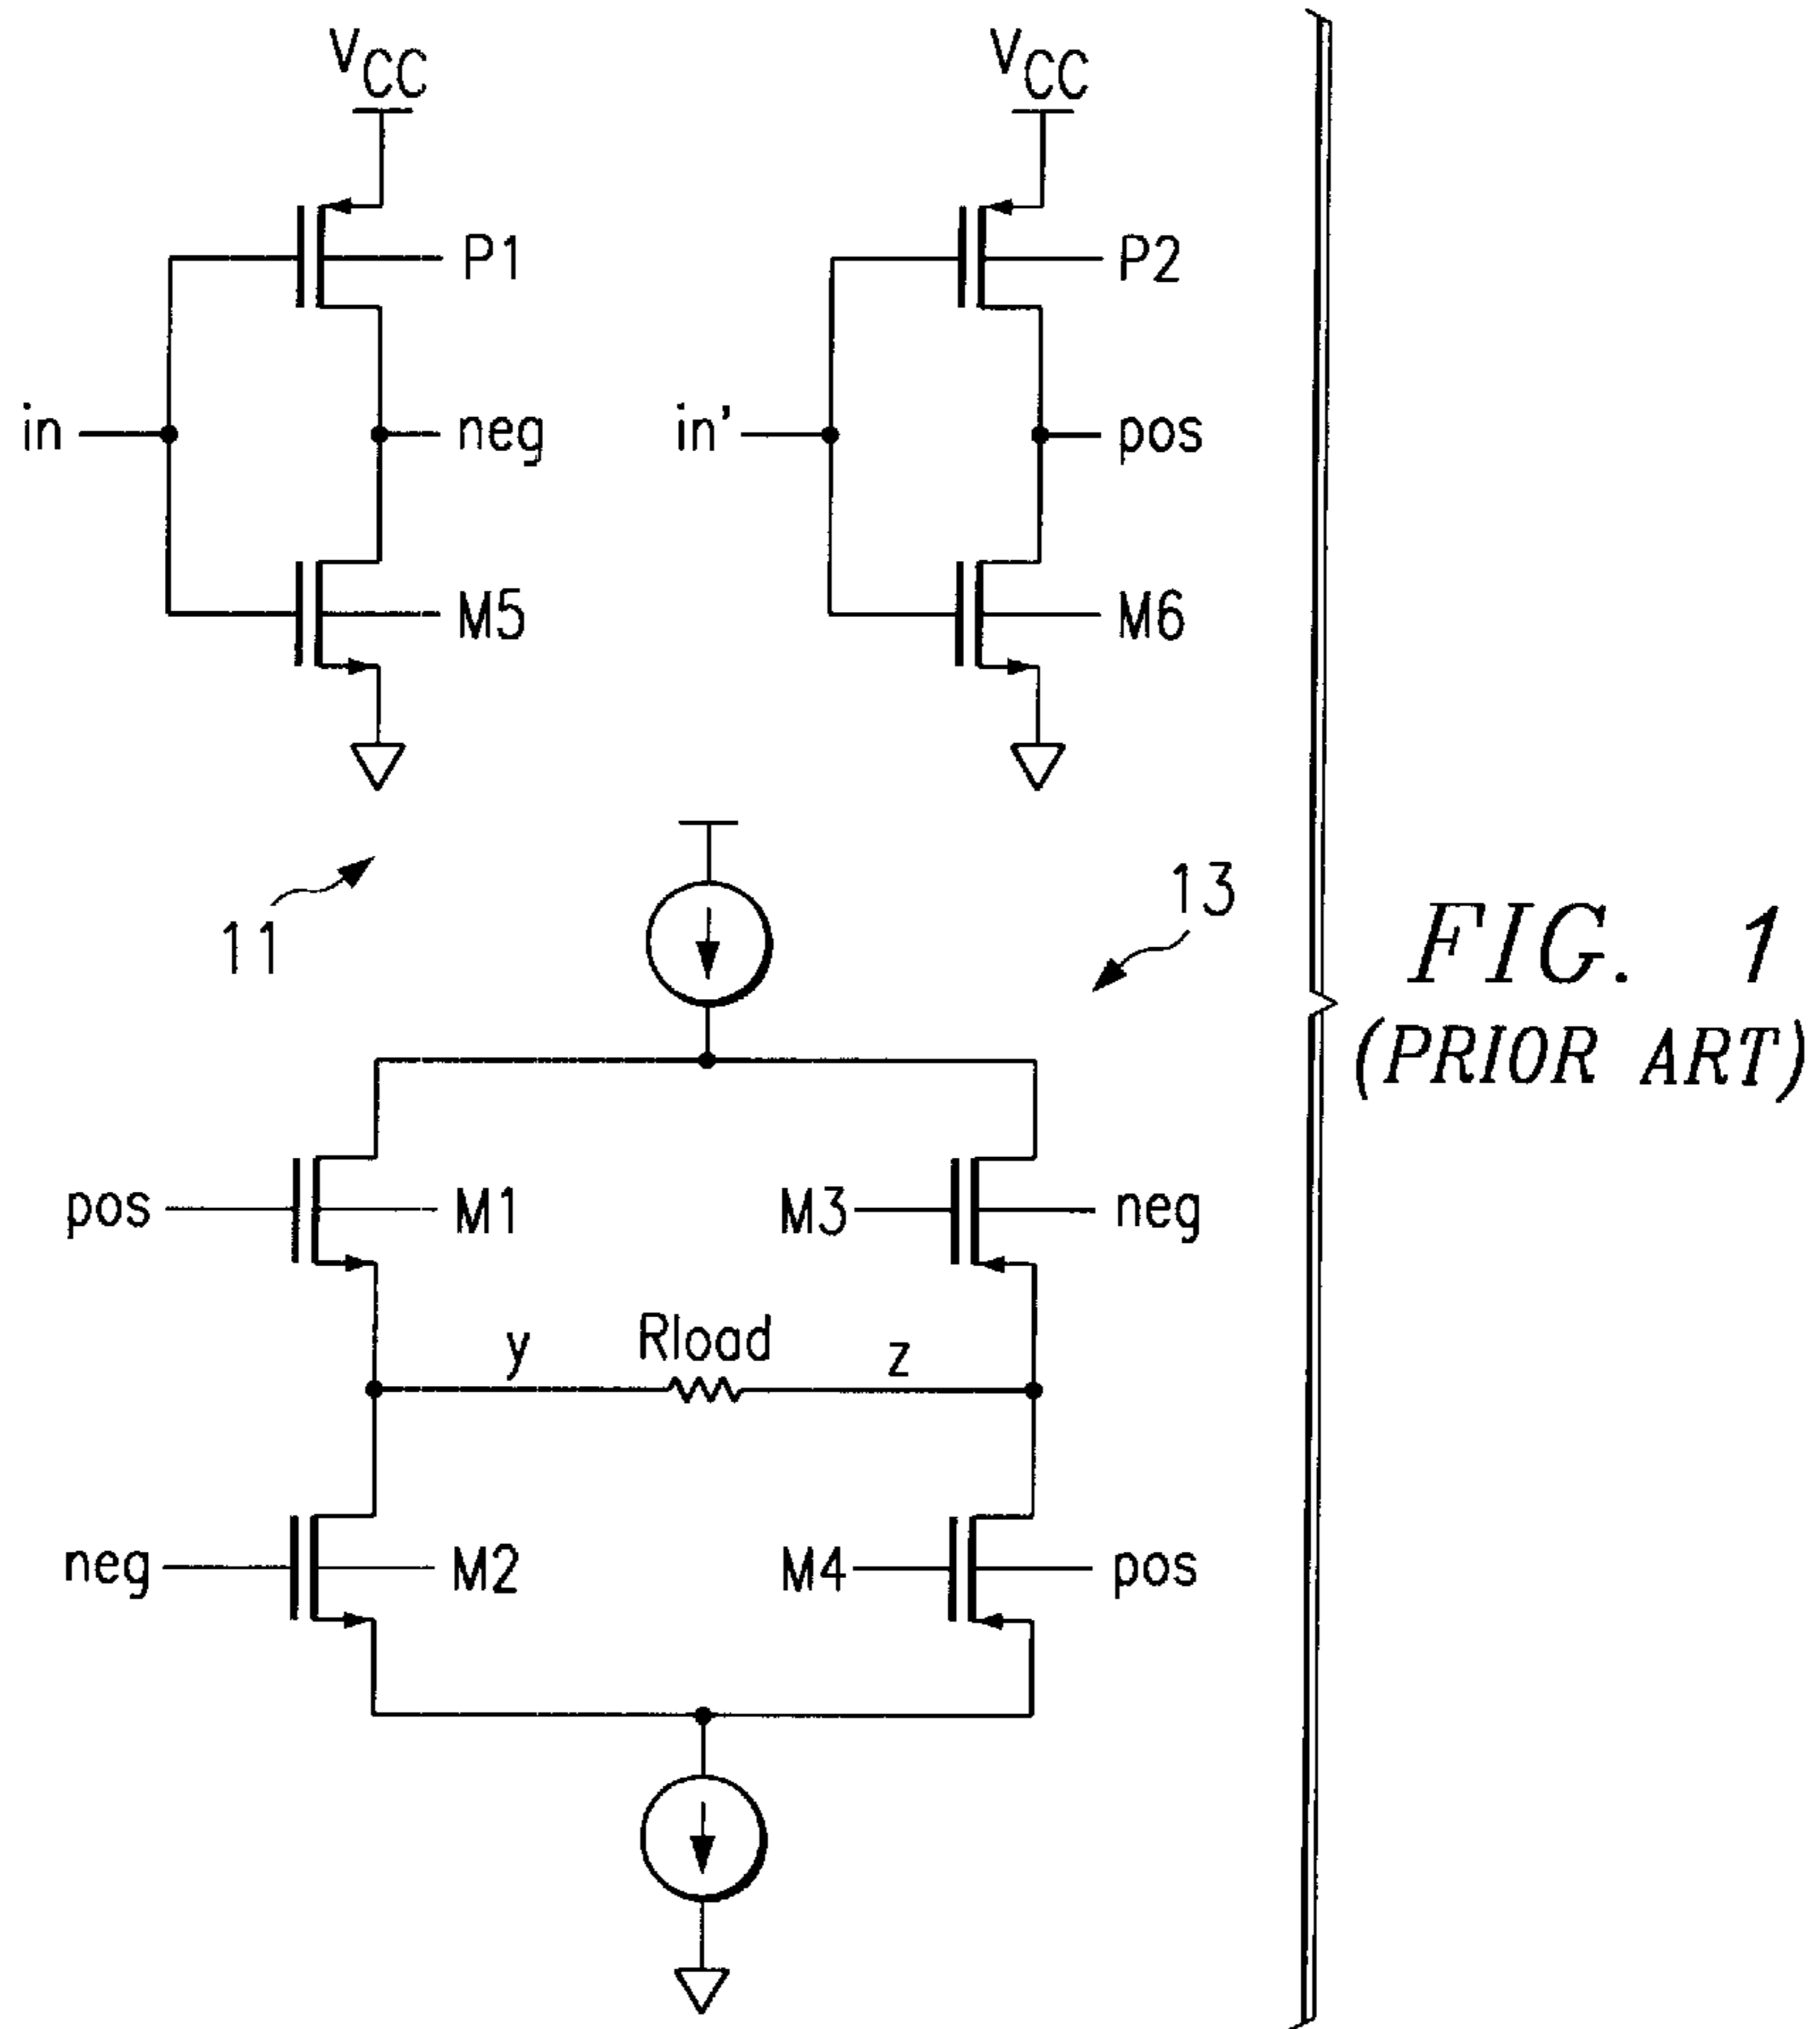 VCC VCC
P1 P2
in neg in' pos
M5 M6
11 13
FIG. 1
(PRIOR ART)
pos M1 M3 neg
y Rload z
neg M2 M4 pos